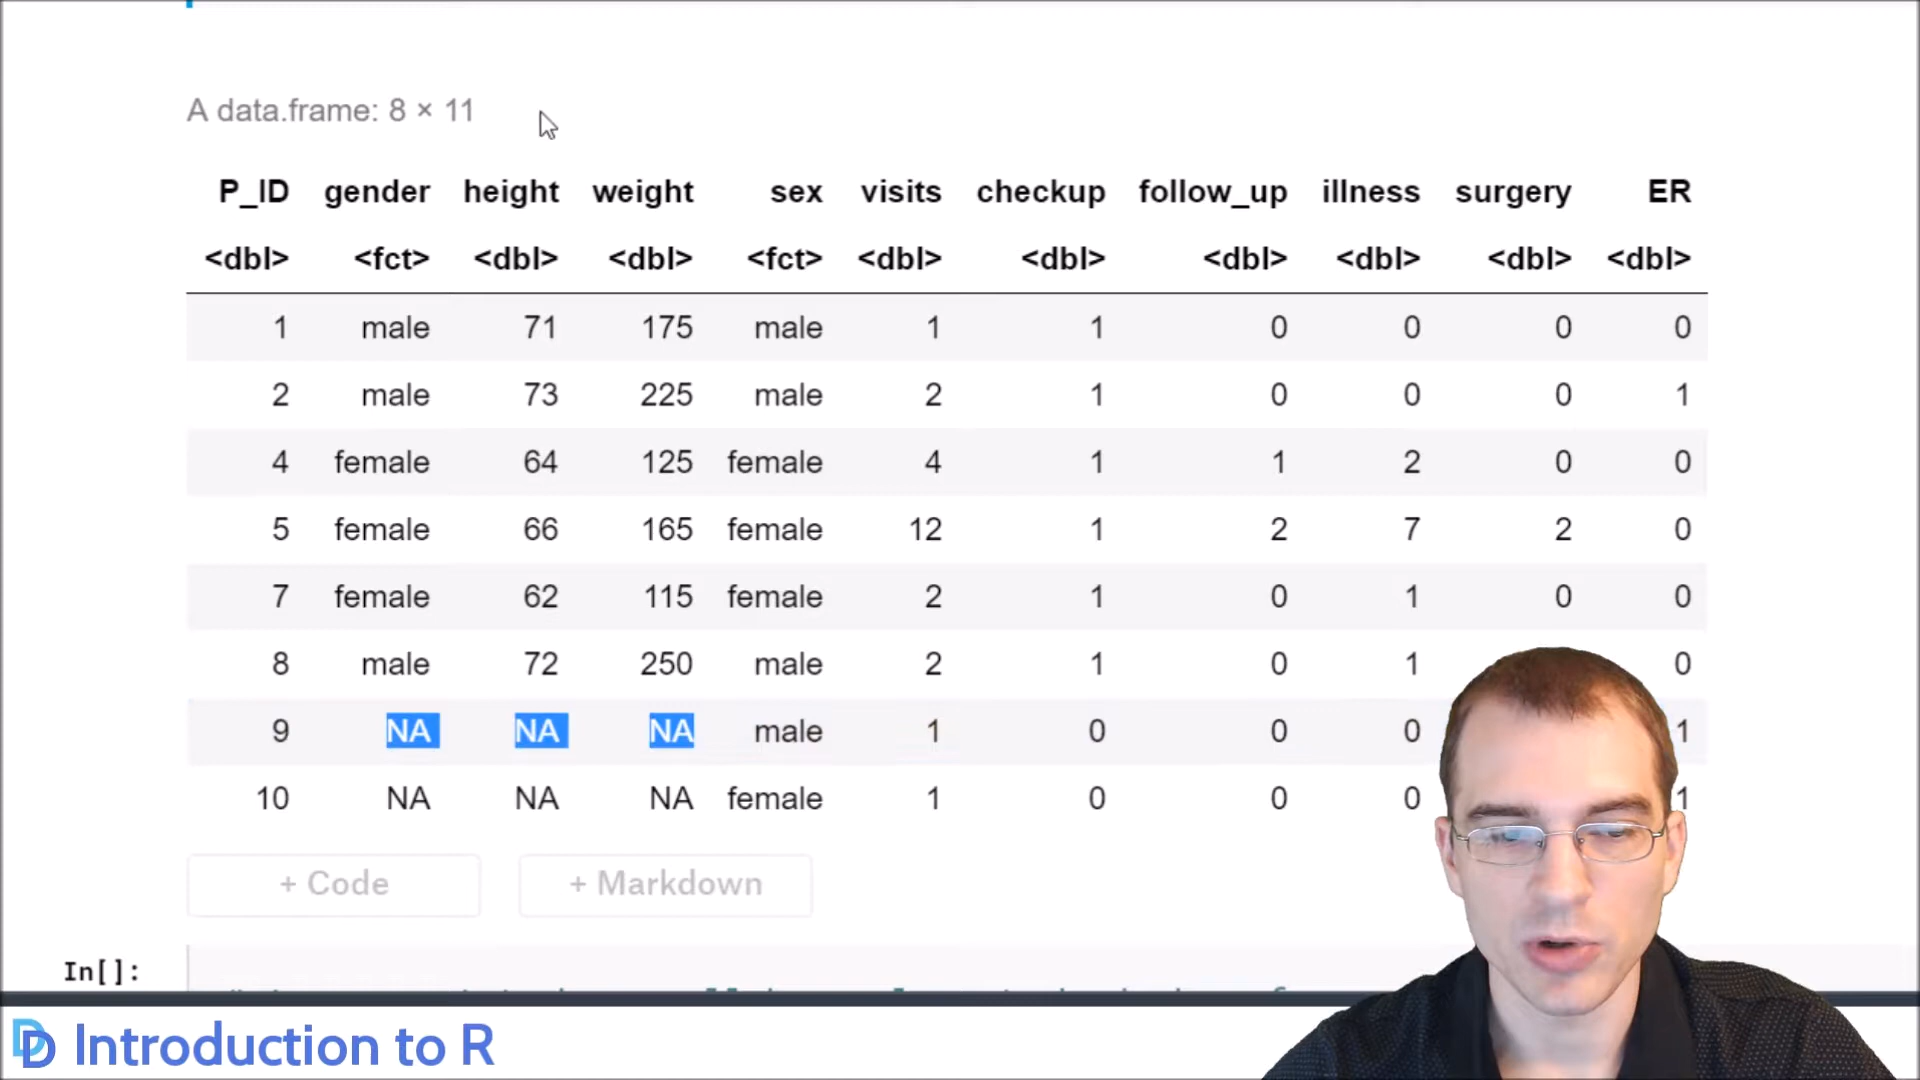 A data.frame: 8 × 11
P_ID gender height weight sex visits checkup follow_up illness surgery ER
<dbl> <fct> <dbl> <dbl> <fct> <dbl> <dbl> <dbl> <dbl> <dbl> <dbl>
1 male 71 175 male 1 1 0 0 0 0
2 male 73 225 male 2 1 0 0 0 1
4 female 64 125 female 4 1 1 2 0 0
5 female 66 165 female 12 1 2 7 2 0
7 female 62 115 female 2 1 0 1 0 0
8 male 72 250 male 2 1 0 1 0
9 NA NA NA male 1 0 0 0 1
10 NA NA NA female 1 0 0 0 1
+ Code + Markdown
In[]:
Introduction to R